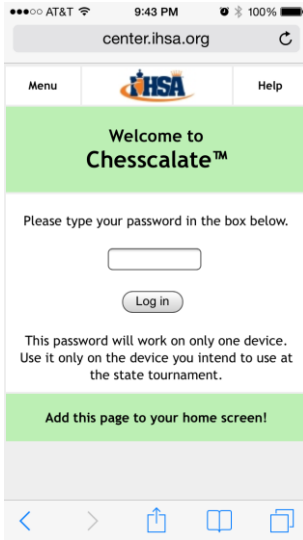 AT&T 9:43 PM 100%
center.ihsa.org
Menu IHSA Help
Welcome to
Chesscalate™
Please type your password in the box below.
Log in
This password will work on only one device.
Use it only on the device you intend to use at
the state tournament.
Add this page to your home screen!